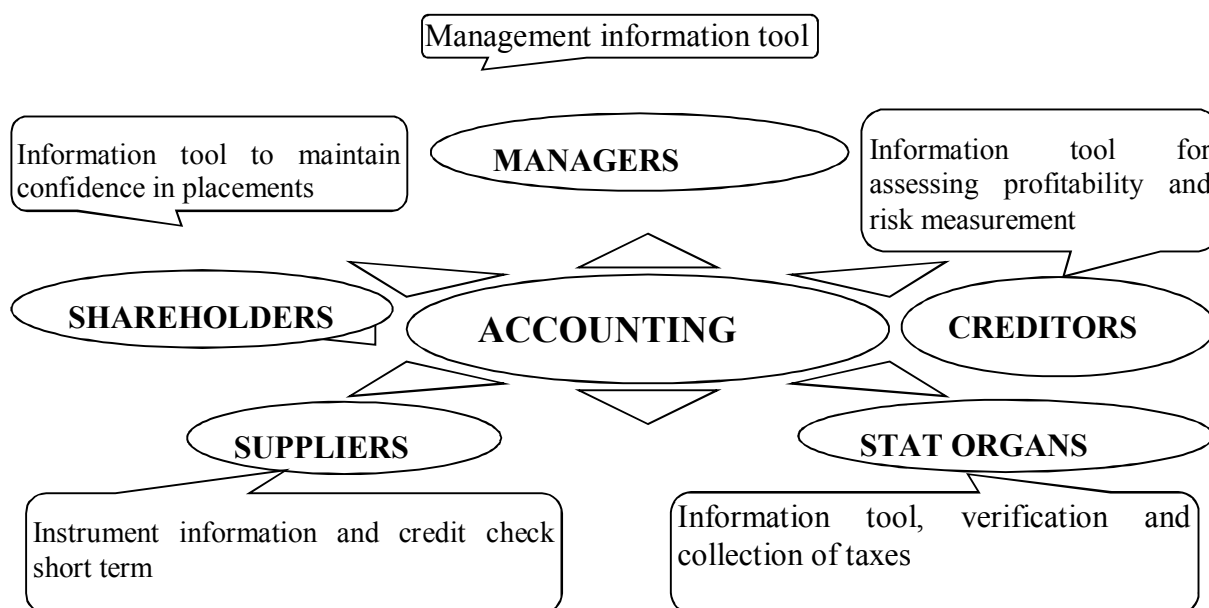 Management information tool
MANAGERS
Information tool to maintain
confidence in placements
Information tool for
assessing profitability and
risk measurement
SHAREHOLDERS
ACCOUNTING
CREDITORS
SUPPLIERS
STAT ORGANS
Instrument information and credit check
short term
Information tool, verification and
collection of taxes